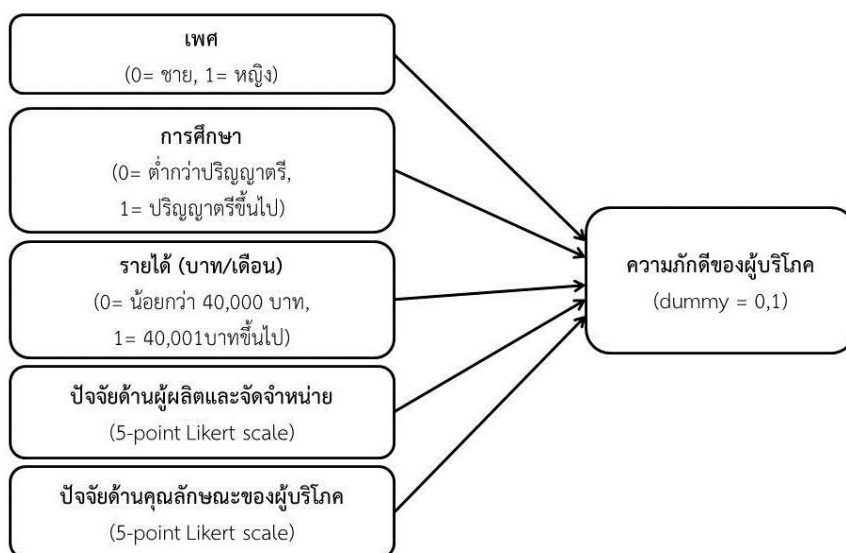 เพศ
(0= ชาย, 1= หญิง)
การศึกษา
(0= ต่ำกว่าปริญญาตรี,
1= ปริญญาตรีขึ้นไป)
รายได้ (บาท/เดือน)
(0= น้อยกว่า 40,000 บาท,
1= 40,001บาทขึ้นไป)
ปัจจัยด้านผู้ผลิตและจัดจำหน่าย
(5-point Likert scale)
ปัจจัยด้านคุณลักษณะของผู้บริโภค
(5-point Likert scale)
ความภักดีของผู้บริโภค
(dummy = 0,1)